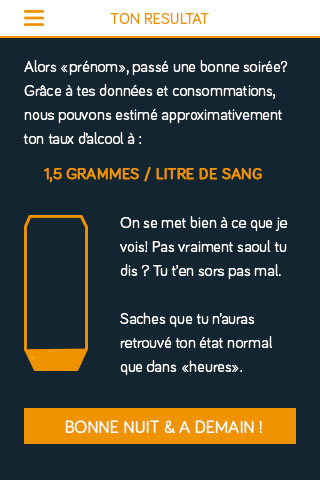 TON RESULTAT
Alors «prénom», passé une bonne soirée?
Grâce à tes données et consommations,
nous pouvons estimé approximativement
ton taux d'alcool à :
1,5 GRAMMES / LITRE DE SANG
On se met bien à ce que je
vois! Pas vraiment saoul tu
dis ? Tu t'en sors pas mal.
Saches que tu n'auras
retrouvé ton état normal
que dans «heures».
BONNE NUIT & A DEMAIN !